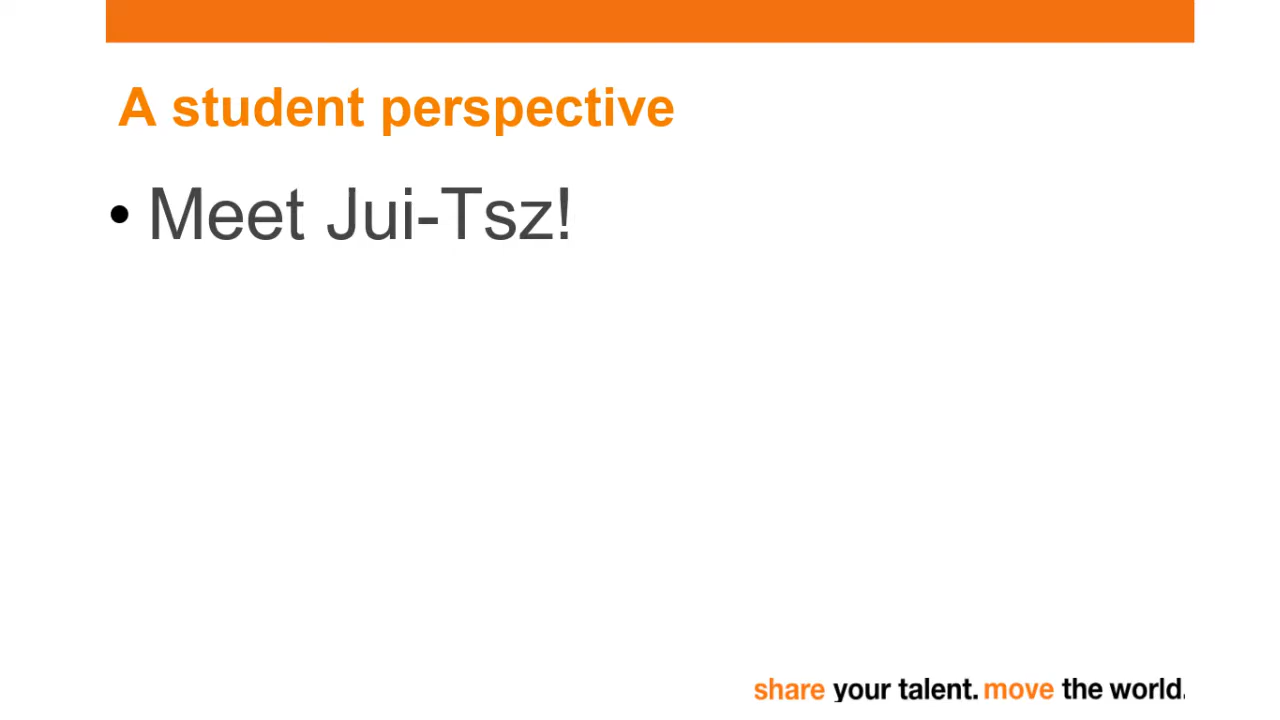 A student perspective
• Meet Jui-Tsz!
share your talent. move the world.